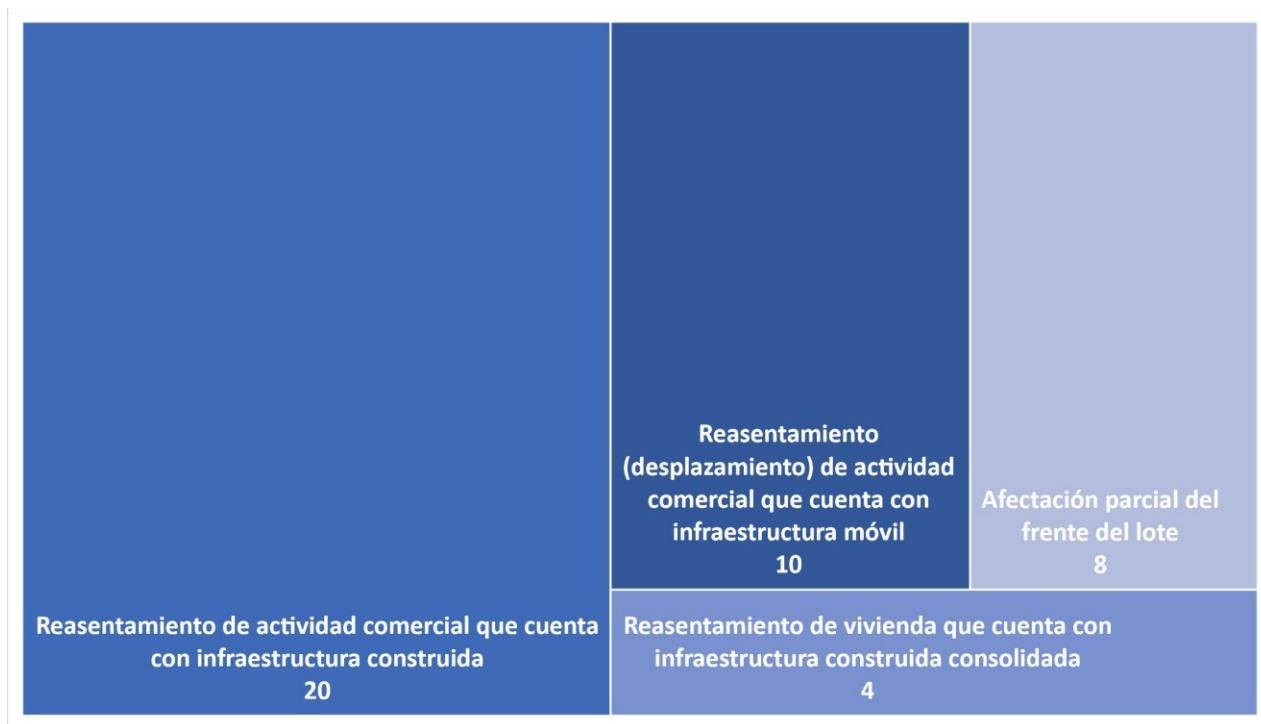 Reasentamiento de actividad comercial que cuenta
con infraestructura construida
20
Reasentamiento
(desplazamiento) de actividad
comercial que cuenta con
infraestructura móvil
10
Afectación parcial del
frente del lote
8
Reasentamiento de vivienda que cuenta con
infraestructura construida consolidada
4